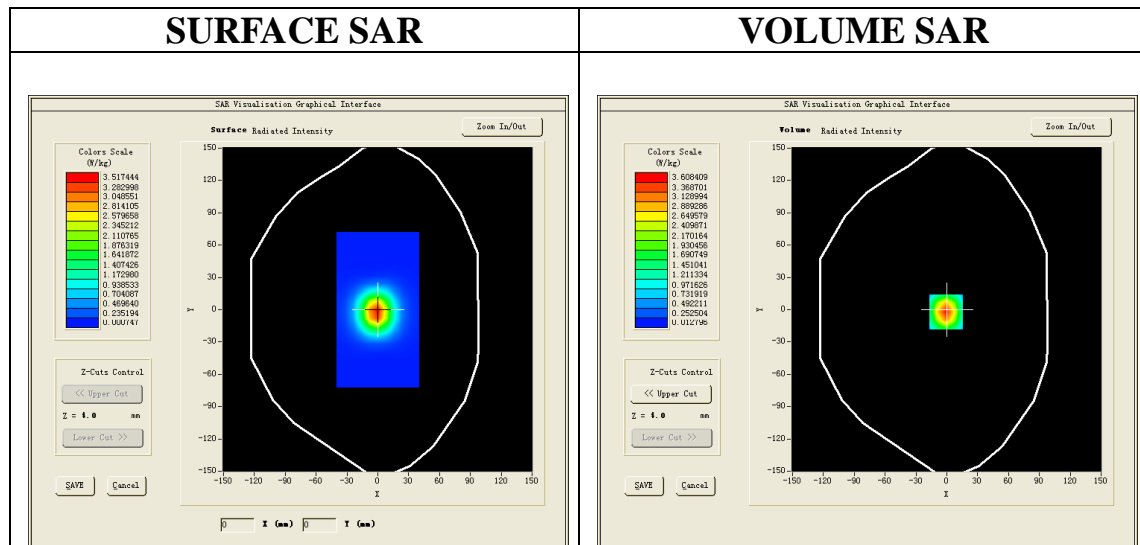 SURFACE SAR
VOLUME SAR
SAR Visualisation Graphical Interface
Surface Radiated Intensity
Zoom In/Out
Colors Scale
(W/kg)
3.517444
3.282998
3.048551
2.814105
2.579658
2.345212
2.110765
1.876319
1.641872
1.407426
1.172980
0.938533
0.704087
0.469640
0.235194
0.000747
150
120
90
60
30
Y 0
-30
-60
-90
-120
-150
-150 -120 -90 -60 -30 0 30 60 90 120 150
X
Z-Cuts Control
<< Upper Cut
Z = 4.0 mm
Lower Cut >>
SAVE Cancel
0 X (mm) 0 Y (mm)
SAR Visualisation Graphical Interface
Volume Radiated Intensity
Zoom In/Out
Colors Scale
(W/kg)
3.608409
3.368701
3.128994
2.889286
2.649579
2.409871
2.170164
1.930456
1.690749
1.451041
1.211334
0.971626
0.731919
0.492211
0.252504
0.012796
150
120
90
60
30
Y 0
-30
-60
-90
-120
-150
-150 -120 -90 -60 -30 0 30 60 90 120 150
X
Z-Cuts Control
<< Upper Cut
Z = 4.0 mm
Lower Cut >>
SAVE Cancel